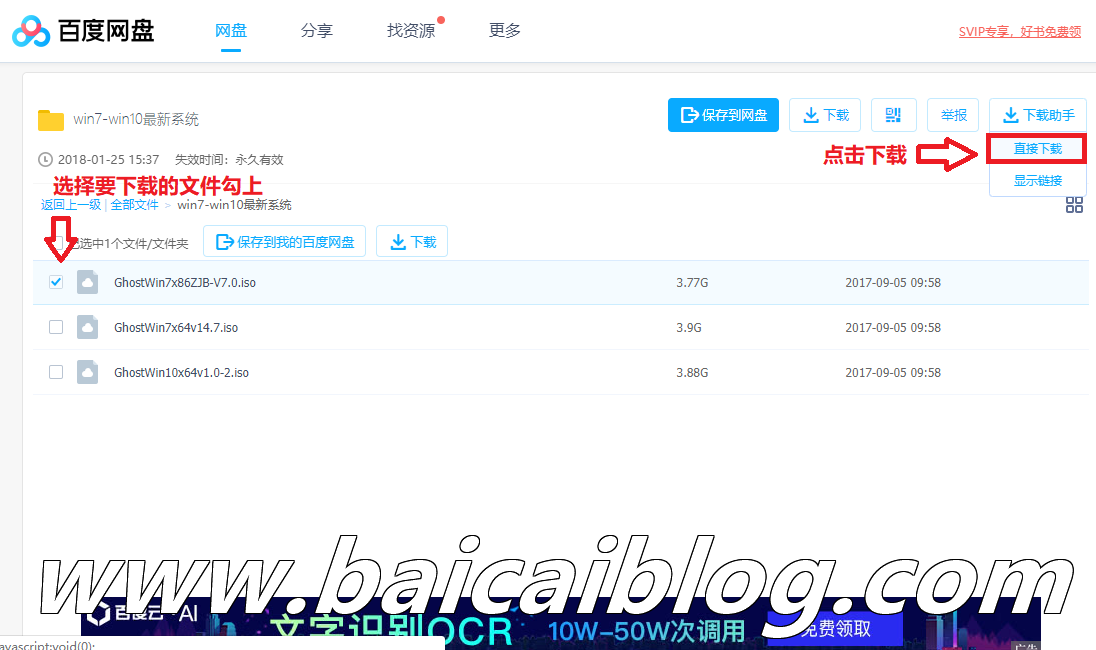 百度网盘 网盘 分享 找资源 更多 SVIP专享，好书免费领
win7-win10最新系统 保存到网盘 下载 举报 下载助手
点击下载 直接下载
2018-01-25 15:37 失效时间：永久有效
显示链接
选择要下载的文件勾上
返回上一级 | 全部文件 > win7-win10最新系统
已选中1个文件/文件夹 保存到我的百度网盘 下载
GhostWin7x86ZJB-V7.0.iso 3.77G 2017-09-05 09:58
GhostWin7x64v14.7.iso 3.9G 2017-09-05 09:58
GhostWin10x64v1.0-2.iso 3.88G 2017-09-05 09:58
www.baicaiblog.com
百度云 AI 文字识别OCR 10W-50W次调用 免费领取
广告
avascript:void(0);